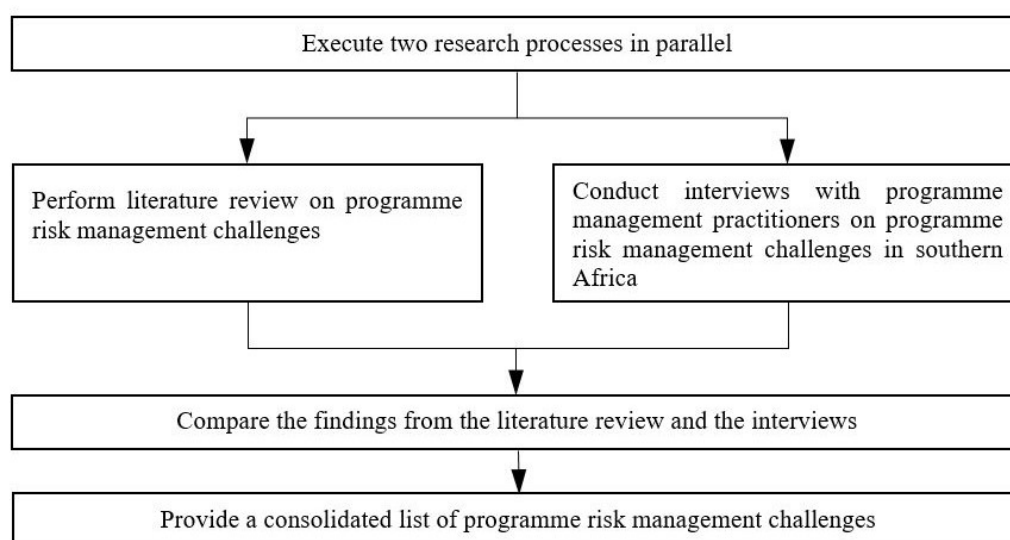 Execute two research processes in parallel
Perform literature review on programme
risk management challenges
Conduct interviews with programme
management practitioners on programme
risk management challenges in southern
Africa
Compare the findings from the literature review and the interviews
Provide a consolidated list of programme risk management challenges